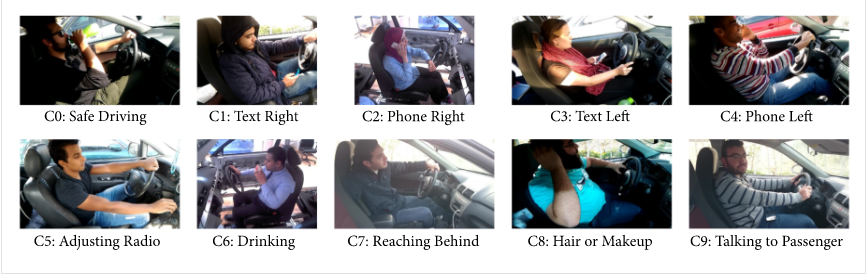 C0: Safe Driving
C1: Text Right
C2: Phone Right
C3: Text Left
C4: Phone Left
C5: Adjusting Radio
C6: Drinking
C7: Reaching Behind
C8: Hair or Makeup
C9: Talking to Passenger